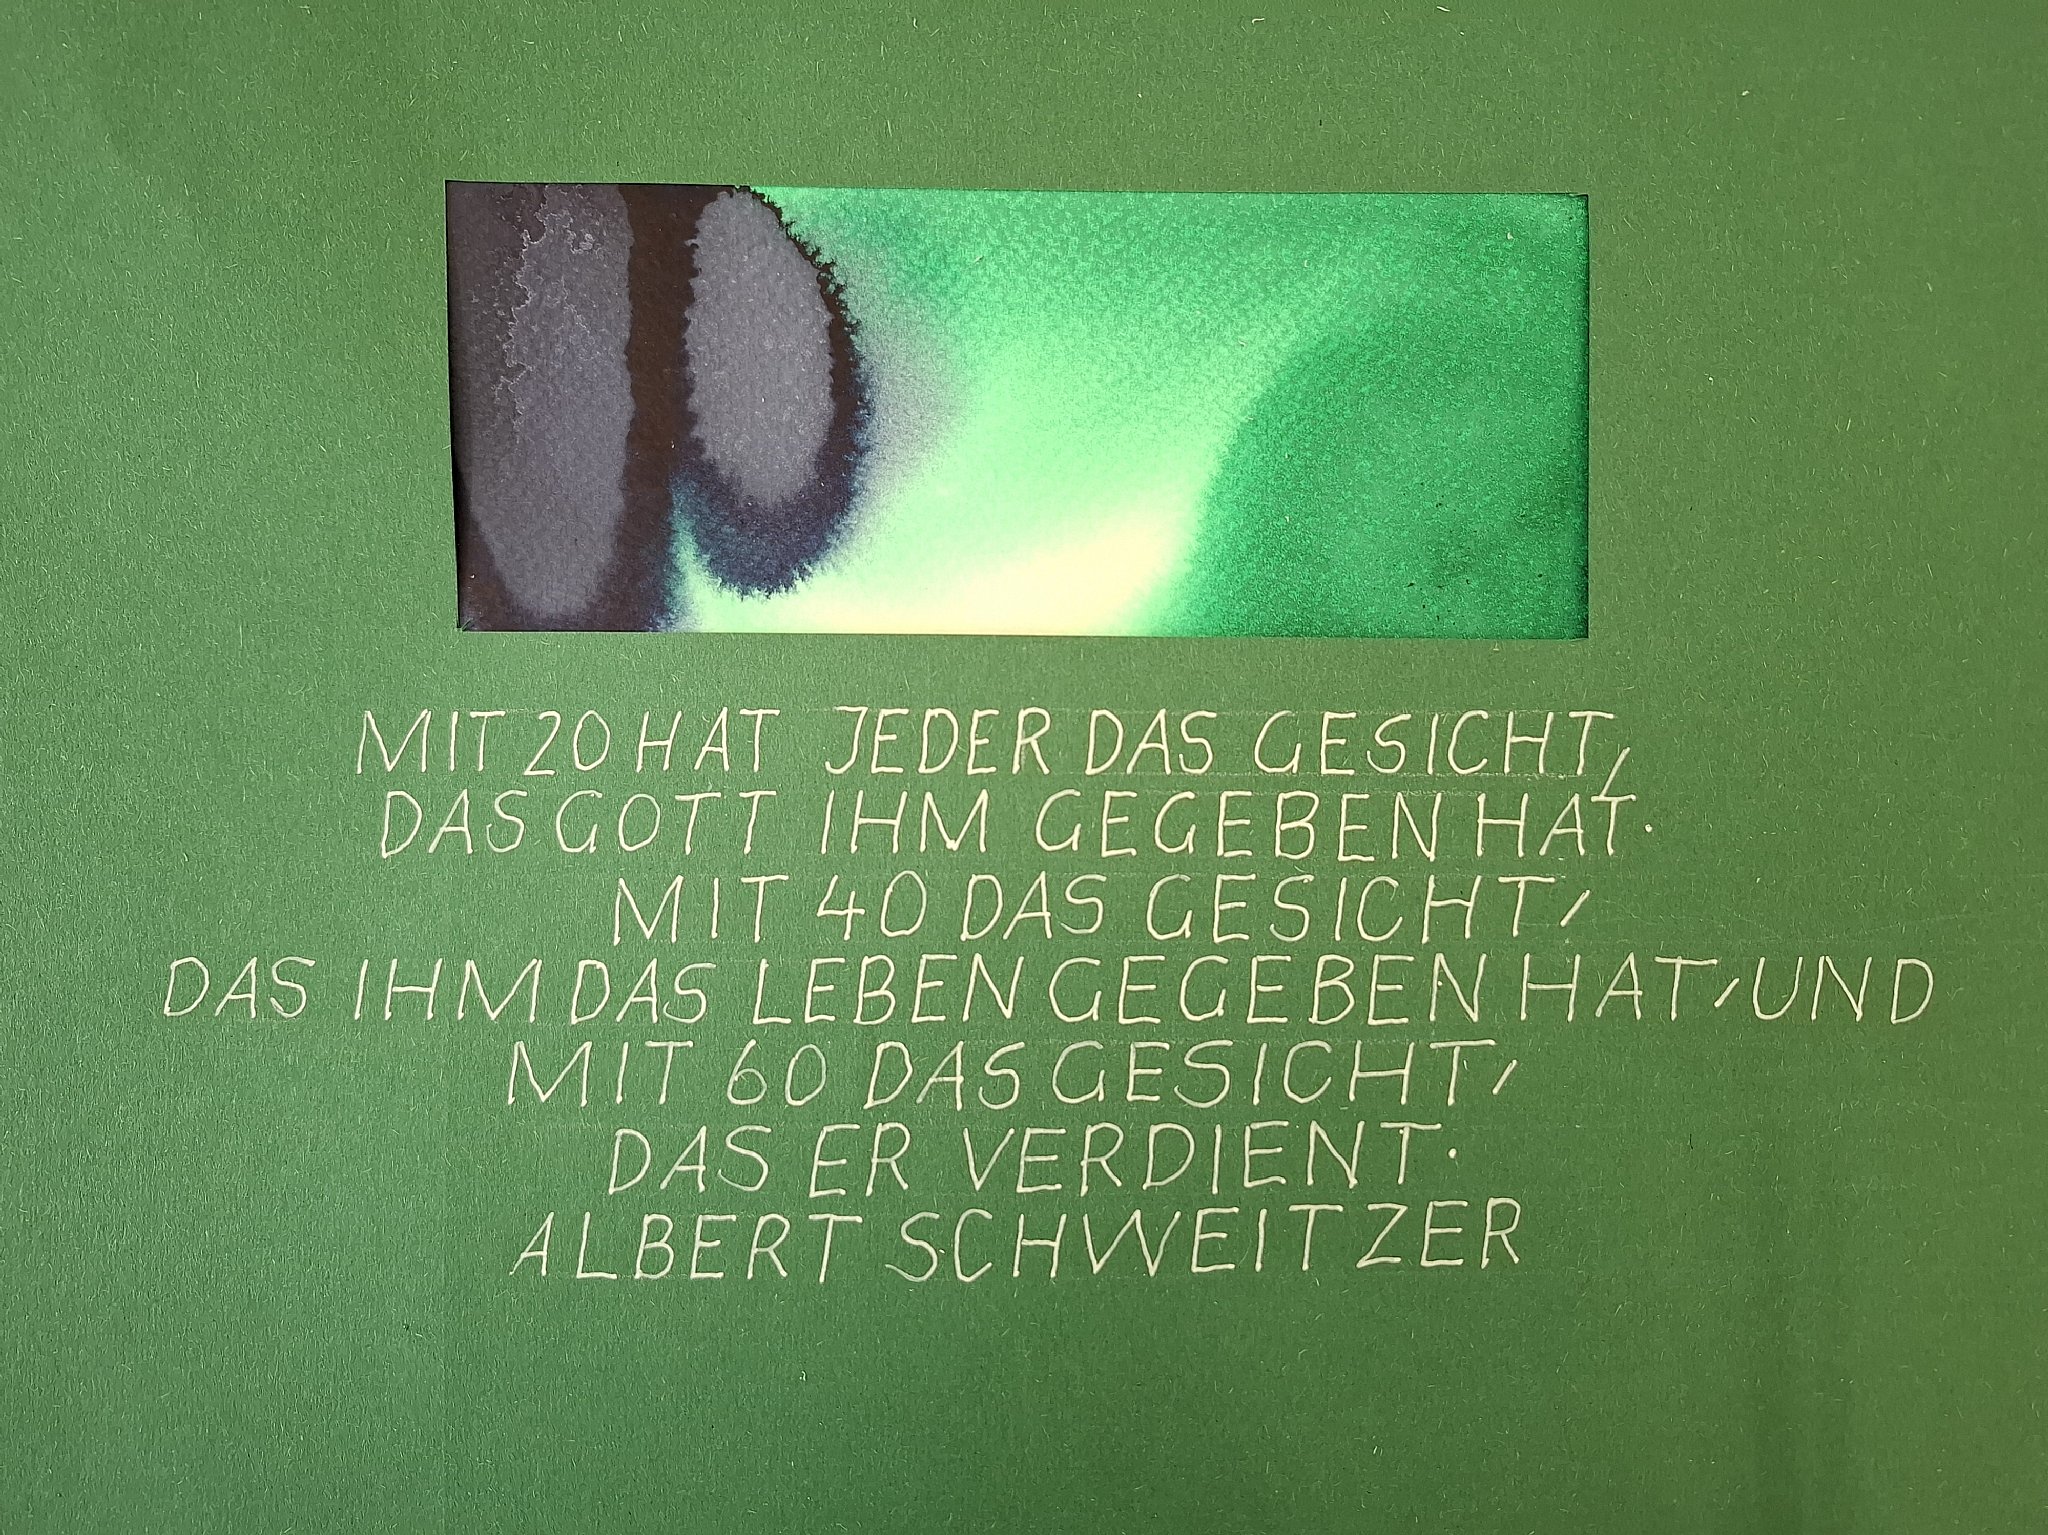 MIT 20 HAT JEDER DAS GESICHT,
DAS GOTT IHM GEGEBEN HAT.
MIT 40 DAS GESICHT,
DAS IHM DAS LEBEN GEGEBEN HAT, UND
MIT 60 DAS GESICHT,
DAS ER VERDIENT.
ALBERT SCHWEITZER